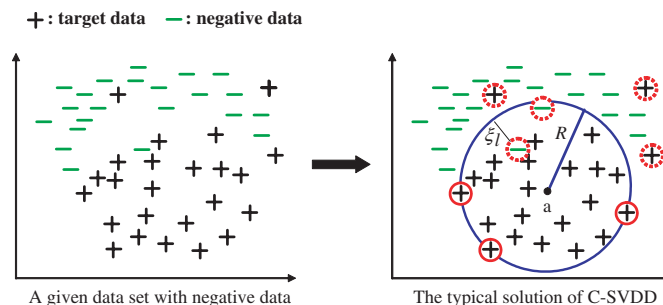 + : target data − : negative data
ξl
R
a
A given data set with negative data
The typical solution of C-SVDD